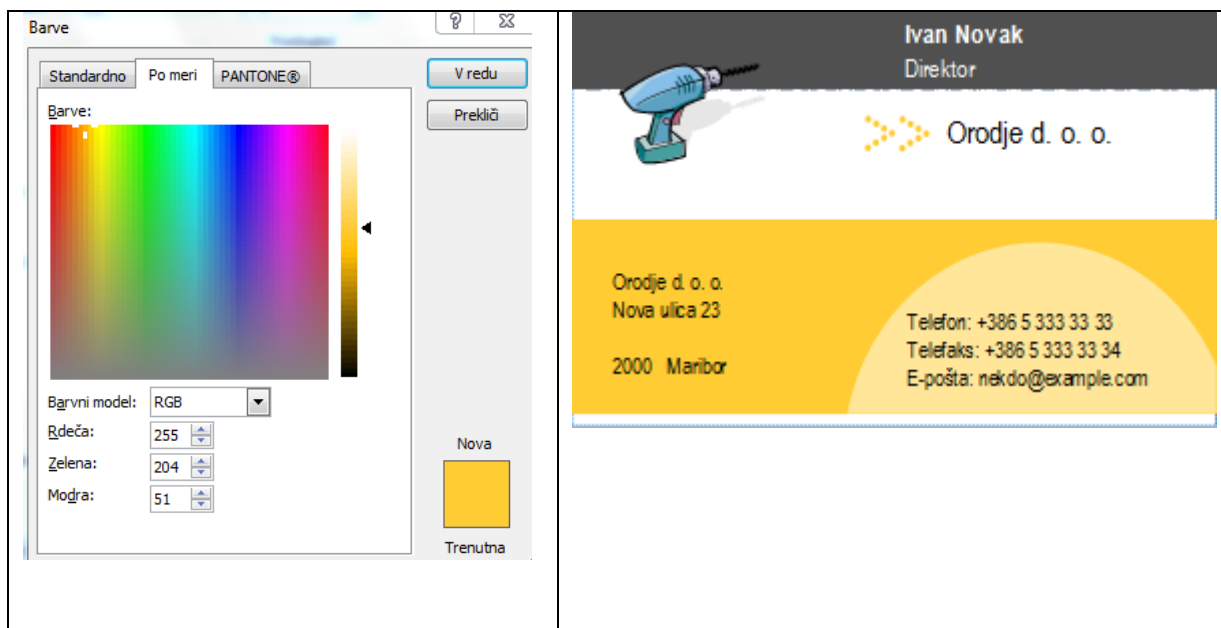 Barve
Standardno
Po meri
PANTONE®
V redu
Prekliči
Barve:
Barvni model: RGB
Rdeča: 255
Zelena: 204
Modra: 51
Nova
Trenutna
Ivan Novak
Direktor
Orodje d. o. o.
Orodje d. o. o.
Nova ulica 23
2000 Maribor
Telefon: +386 5 333 33 33
Telefaks: +386 5 333 33 34
E-pošta: nekdo@example.com